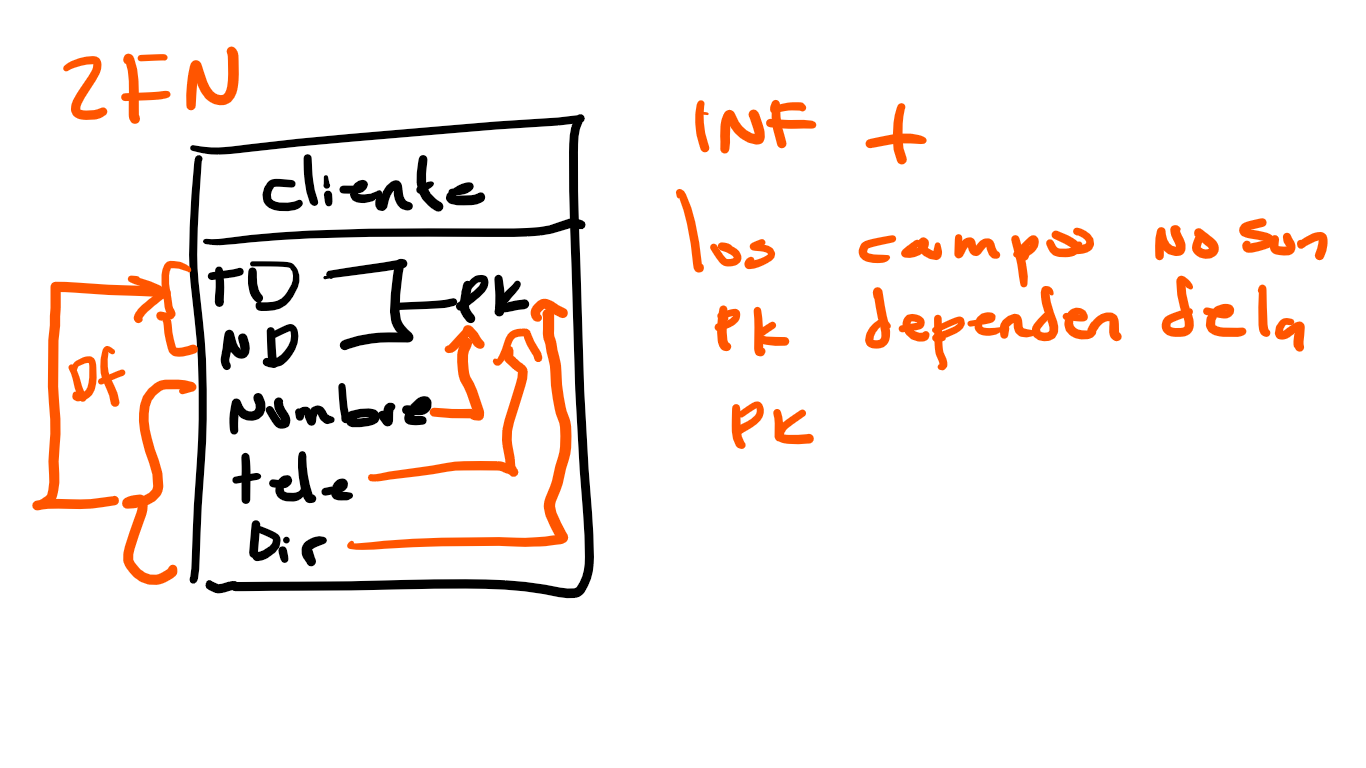 2FN
cliente
TD
PK
ND
Df
Nombre
tele
Dir
1NF +
los campos No son
PK dependen de la
PK